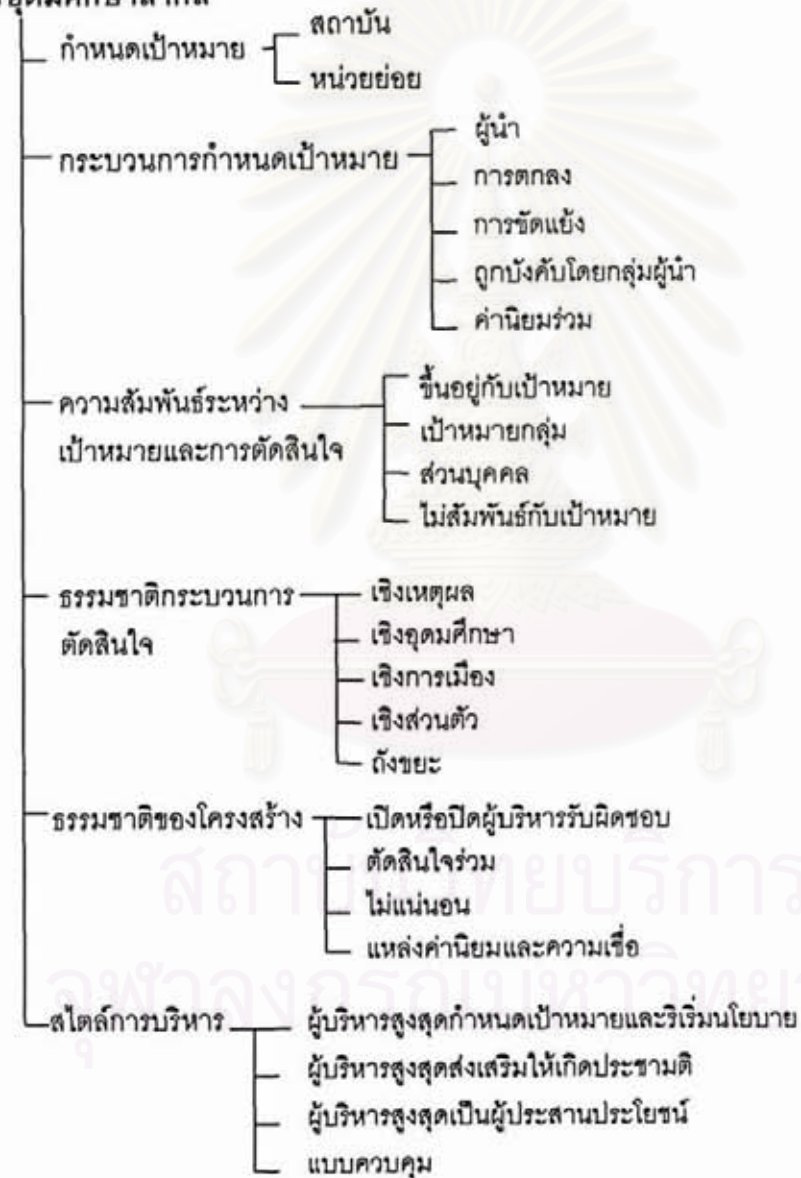 กำหนดเป้าหมาย
สถาบัน
หน่วยย่อย
กระบวนการกำหนดเป้าหมาย
ผู้นำ
การตกลง
การขัดแย้ง
ถูกบังคับโดยกลุ่มผู้นำ
ค่านิยมร่วม
ความสัมพันธ์ระหว่าง
เป้าหมายและการตัดสินใจ
ขึ้นอยู่กับเป้าหมาย
เป้าหมายกลุ่ม
ส่วนบุคคล
ไม่สัมพันธ์กับเป้าหมาย
ธรรมชาติกระบวนการ
ตัดสินใจ
เชิงเหตุผล
เชิงอุดมศึกษา
เชิงการเมือง
เชิงส่วนตัว
ถังขยะ
ธรรมชาติของโครงสร้าง
เปิดหรือปิดผู้บริหารรับผิดชอบ
ตัดสินใจร่วม
ไม่แน่นอน
แหล่งค่านิยมและความเชื่อ
สถาบันวิทยบริการ
สไตล์การบริหาร
ผู้บริหารสูงสุดกำหนดเป้าหมายและริเริ่มนโยบาย
ผู้บริหารสูงสุดส่งเสริมให้เกิดประชามติ
ผู้บริหารสูงสุดเป็นผู้ประสานประโยชน์
แบบควบคุม